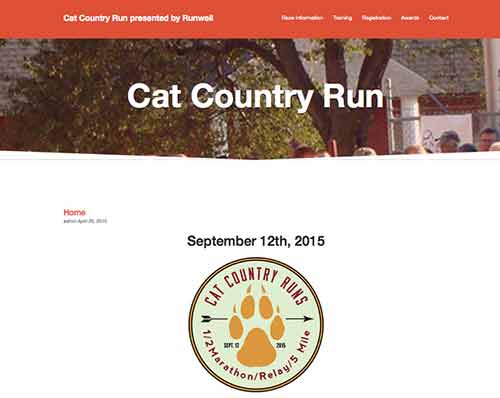 Cat Country Run presented by Runwell
Race Information Training Registration Awards Contact
Cat Country Run
Home
admin April 20, 2015
September 12th, 2015
CAT COUNTRY RUNS
SEPT. 12 2015
1/2 Marathon/Relay/5 Mile